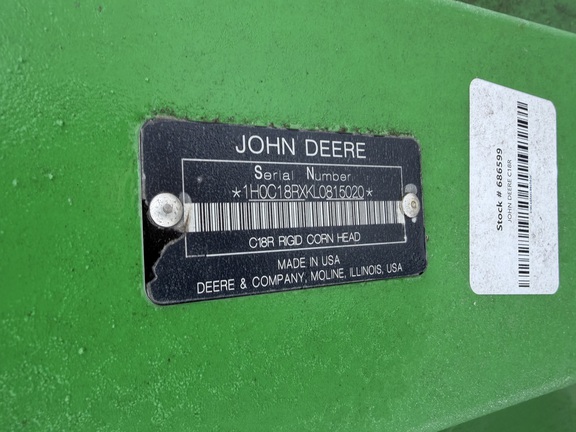 JOHN DEERE
Serial Number
*1H0C18RXKL0815020*
C18R RIGID CORN HEAD
MADE IN USA
DEERE & COMPANY, MOLINE, ILLINOIS, USA
Stock # 686599
JOHN DEERE C18R